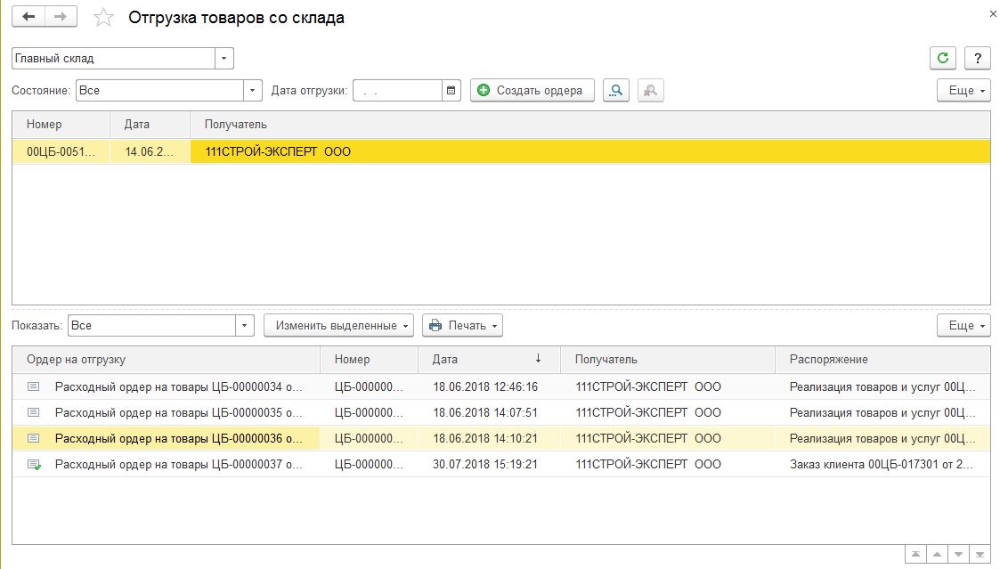 Отгрузка товаров со склада
Главный склад ?
Состояние: Все Дата отгрузки: . . Создать ордера Еще
Номер Дата Получатель
00ЦБ-0051... 14.06.2... 111СТРОЙ-ЭКСПЕРТ ООО
Показать: Все Изменить выделенные Печать Еще
Ордер на отгрузку Номер Дата ↓ Получатель Распоряжение
Расходный ордер на товары ЦБ-00000034 о... ЦБ-000000... 18.06.2018 12:46:16 111СТРОЙ-ЭКСПЕРТ ООО Реализация товаров и услуг 00Ц...
Расходный ордер на товары ЦБ-00000035 о... ЦБ-000000... 18.06.2018 14:07:51 111СТРОЙ-ЭКСПЕРТ ООО Реализация товаров и услуг 00Ц...
Расходный ордер на товары ЦБ-00000036 о... ЦБ-000000... 18.06.2018 14:10:21 111СТРОЙ-ЭКСПЕРТ ООО Реализация товаров и услуг 00Ц...
Расходный ордер на товары ЦБ-00000037 о... ЦБ-000000... 30.07.2018 15:19:21 111СТРОЙ-ЭКСПЕРТ ООО Заказ клиента 00ЦБ-017301 от 2...